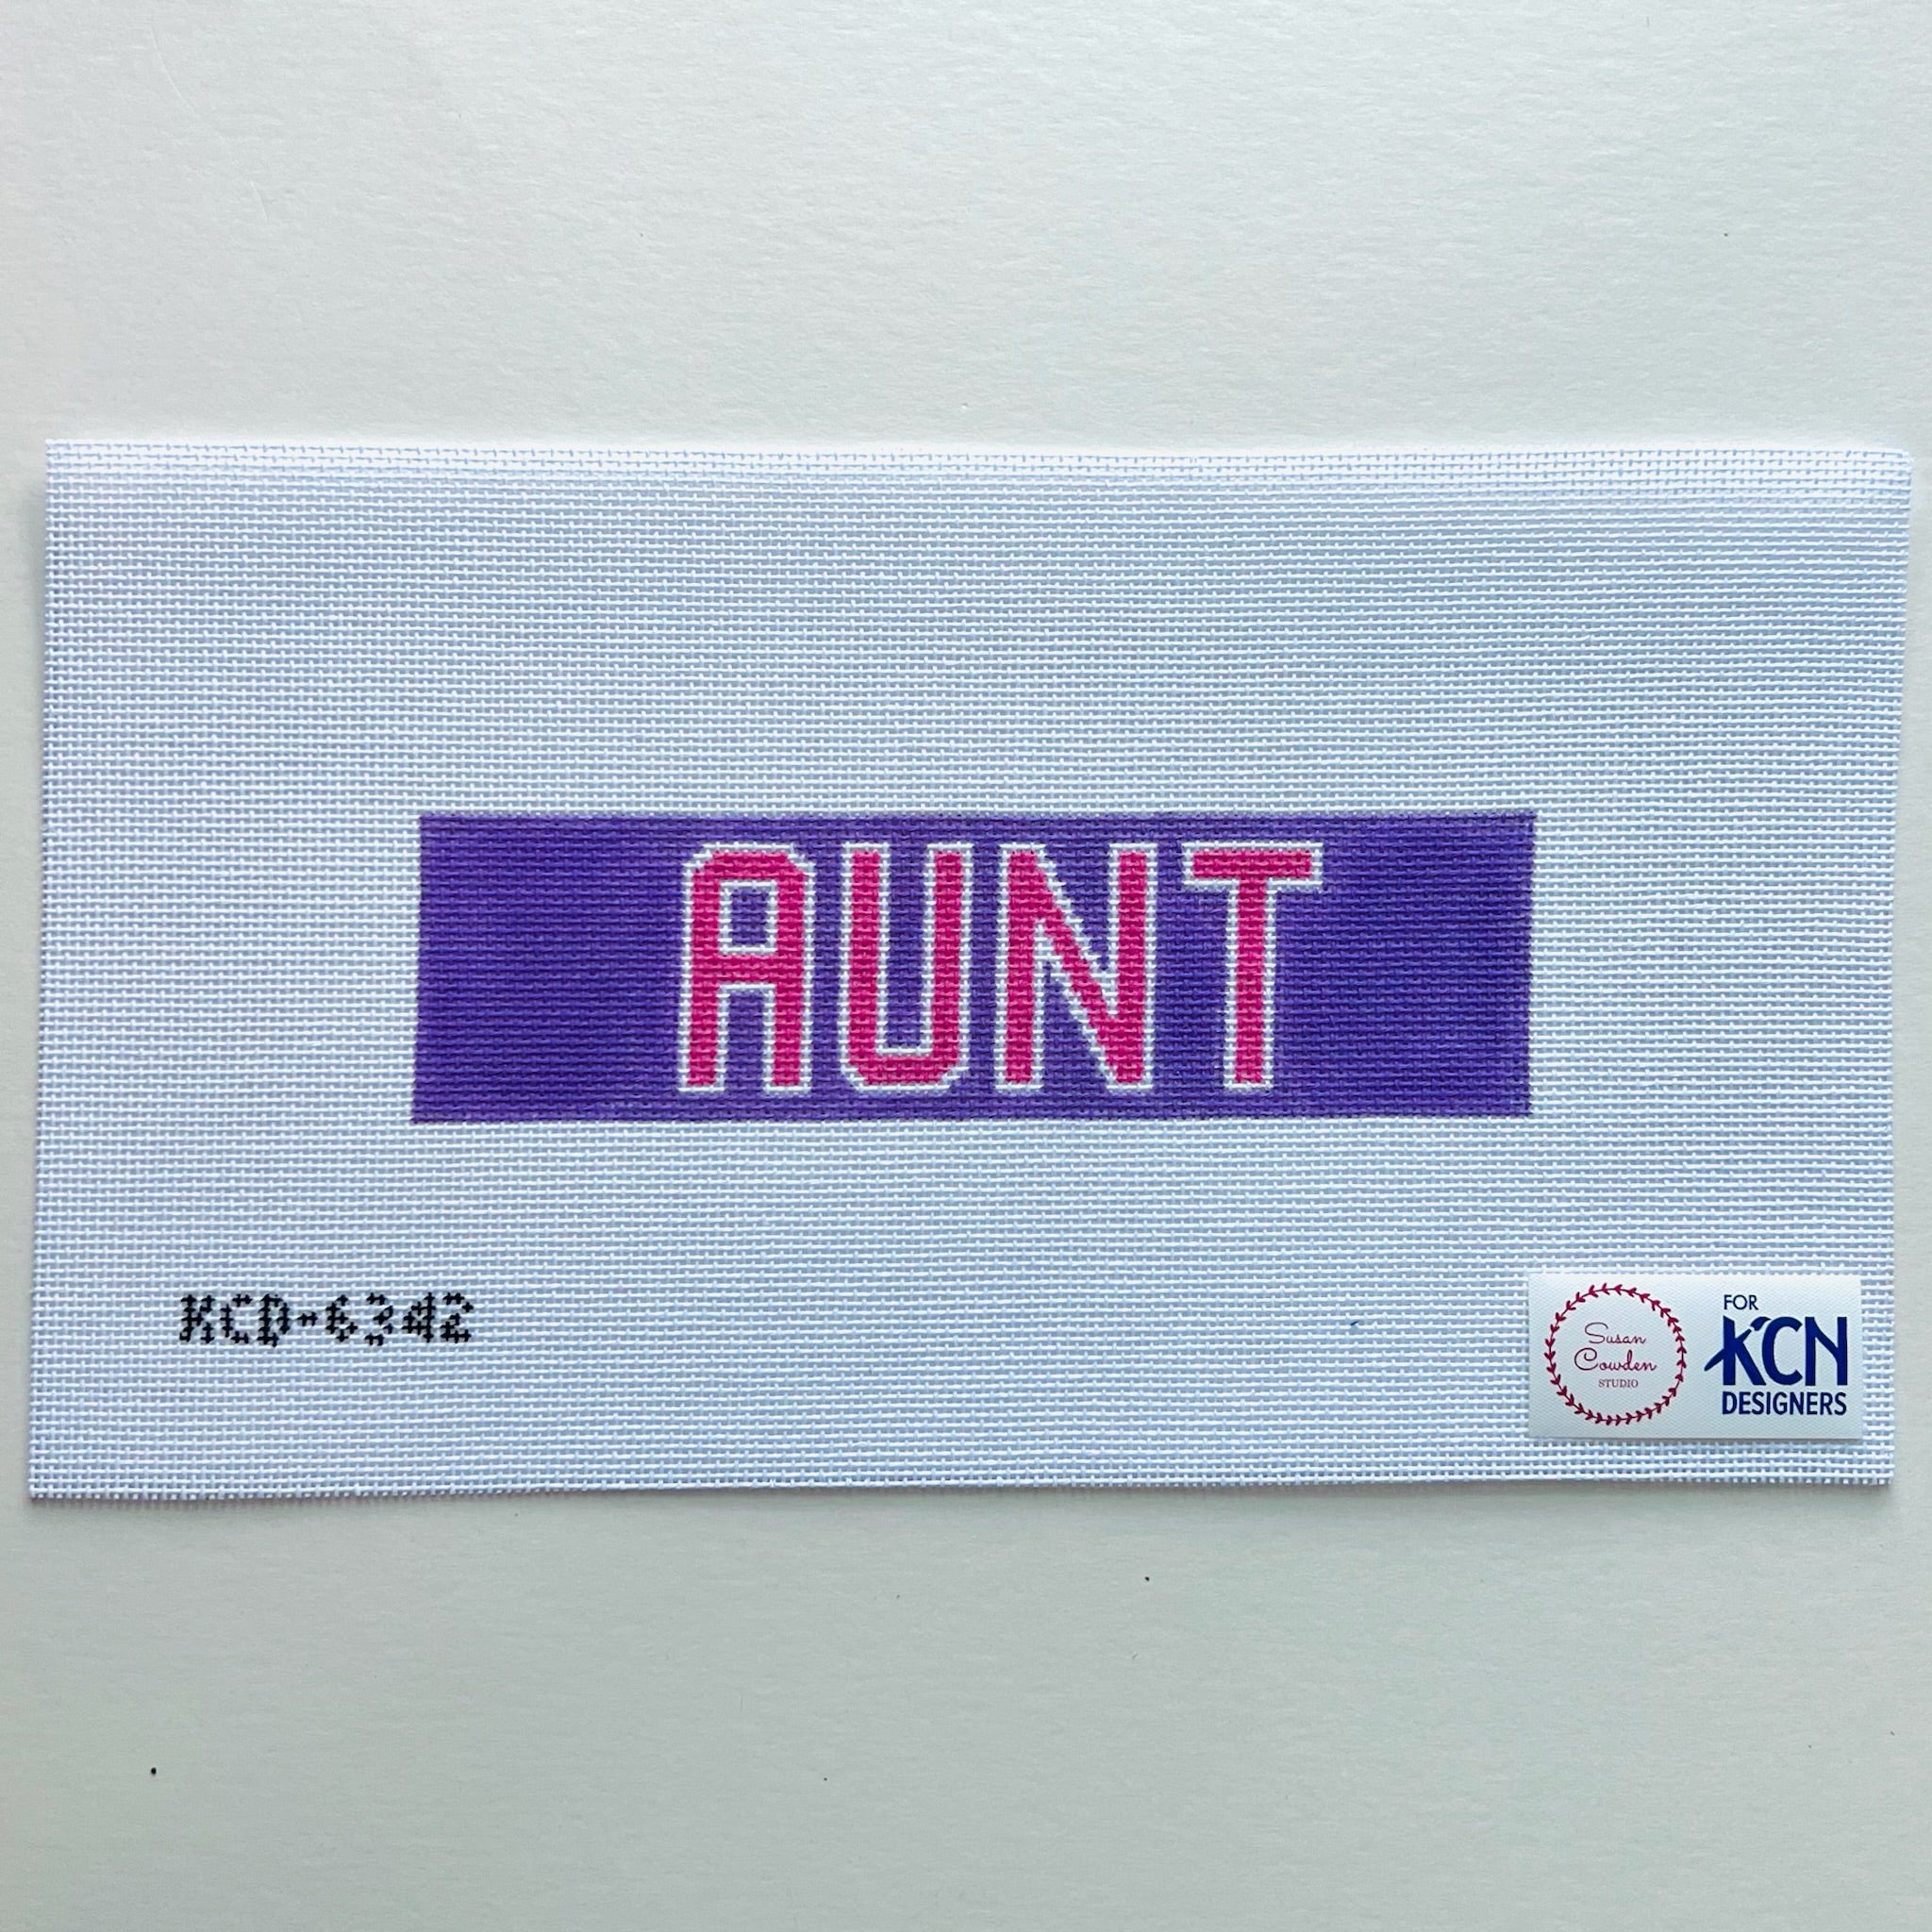 AUNT
KCD-6342
Susan
Cowden
STUDIO
FOR
KCN
DESIGNERS